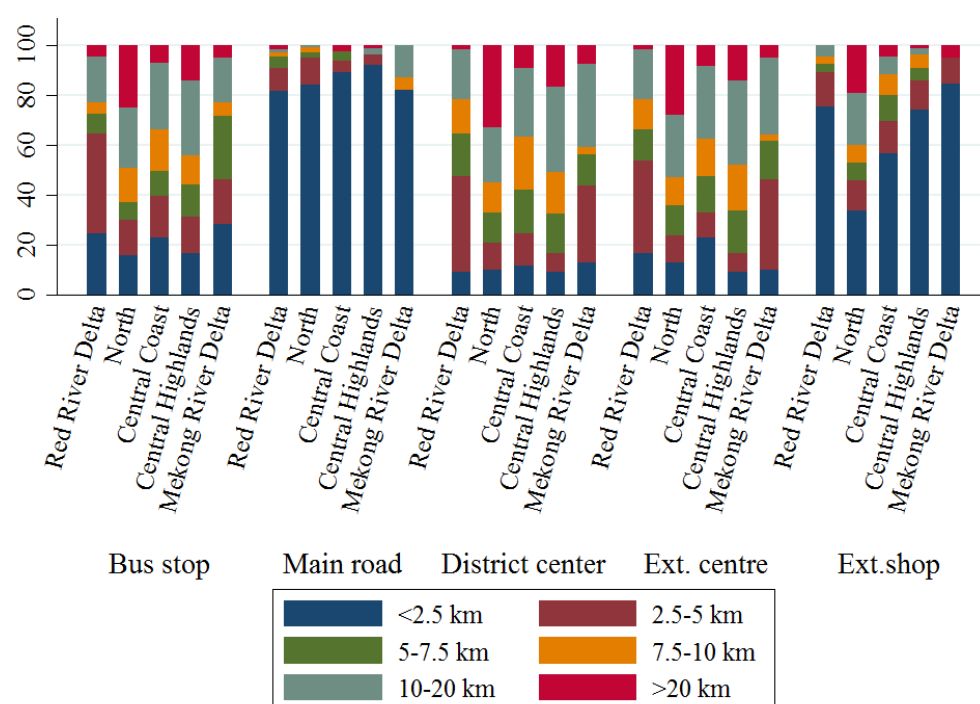 100
80
60
40
20
0
Red River Delta
North
Central Coast
Central Highlands
Mekong River Delta
Red River Delta
North
Central Coast
Central Highlands
Mekong River Delta
Red River Delta
North
Central Coast
Central Highlands
Mekong River Delta
Red River Delta
North
Central Coast
Central Highlands
Mekong River Delta
Red River Delta
North
Central Coast
Central Highlands
Mekong River Delta
Bus stop Main road District center Ext. centre Ext.shop
<2.5 km 2.5-5 km
5-7.5 km 7.5-10 km
10-20 km >20 km